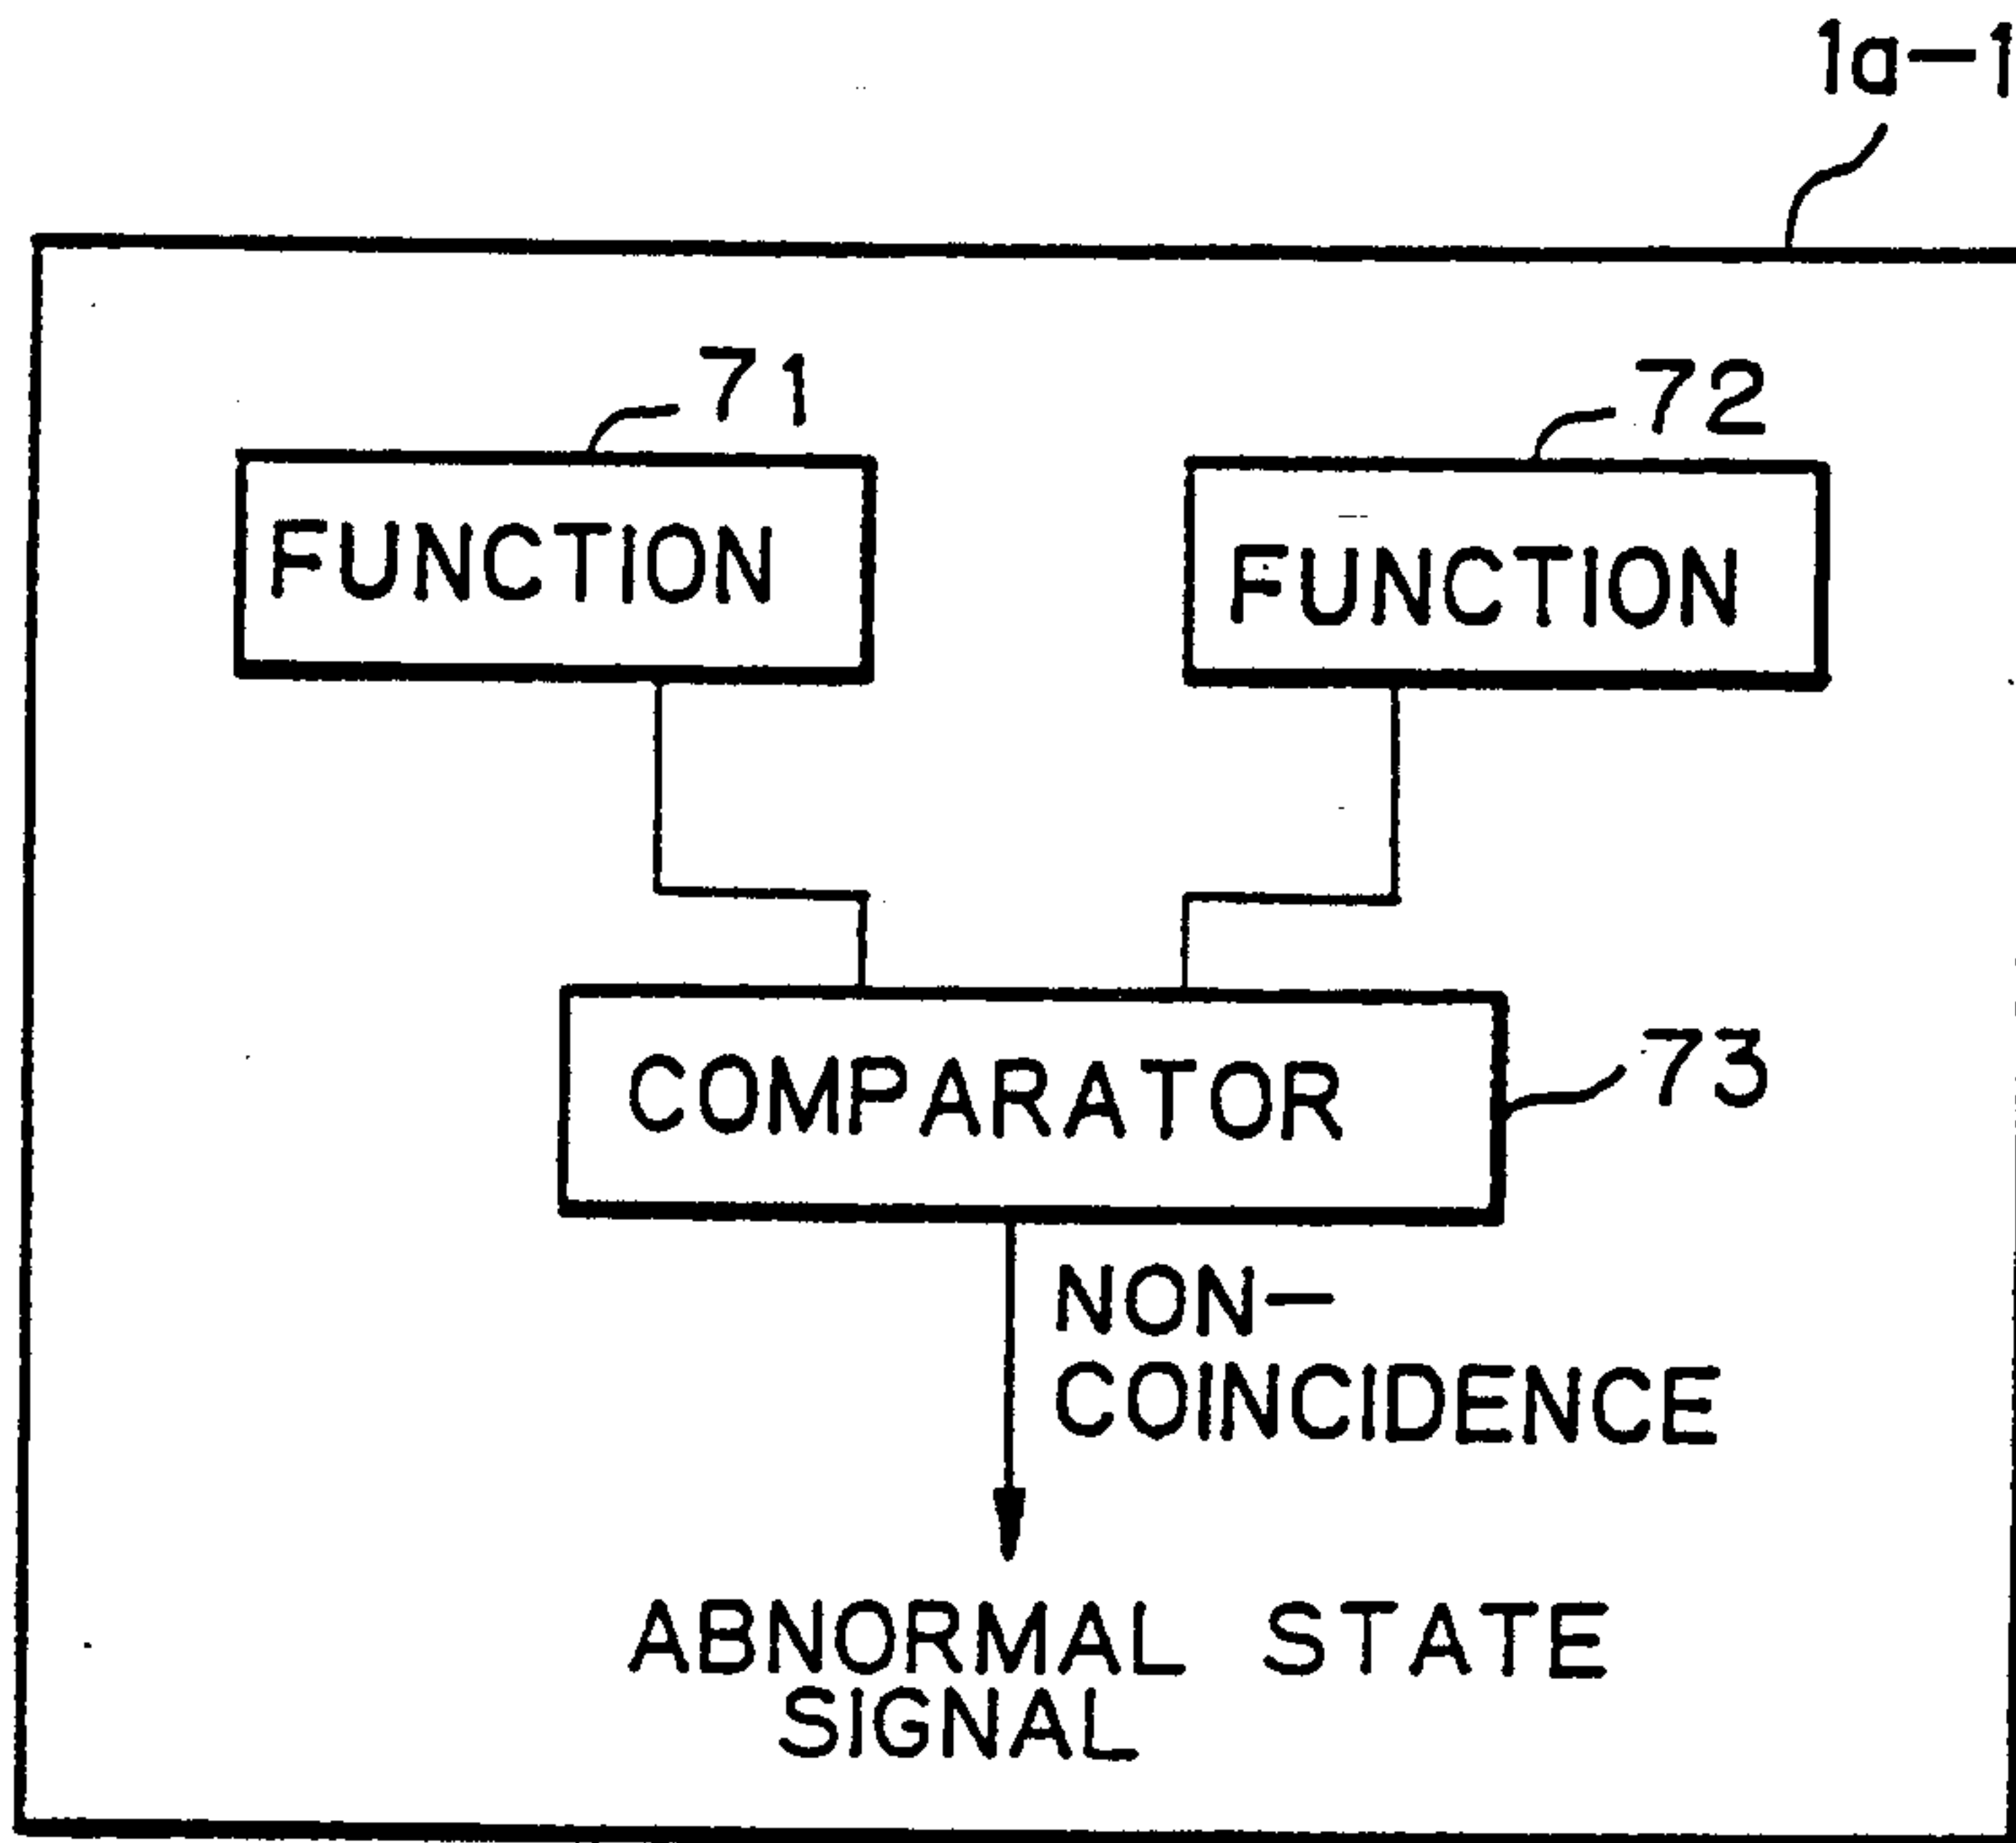 1a-1
71
72
FUNCTION
FUNCTION
COMPARATOR
73
NON-
COINCIDENCE
ABNORMAL STATE
SIGNAL